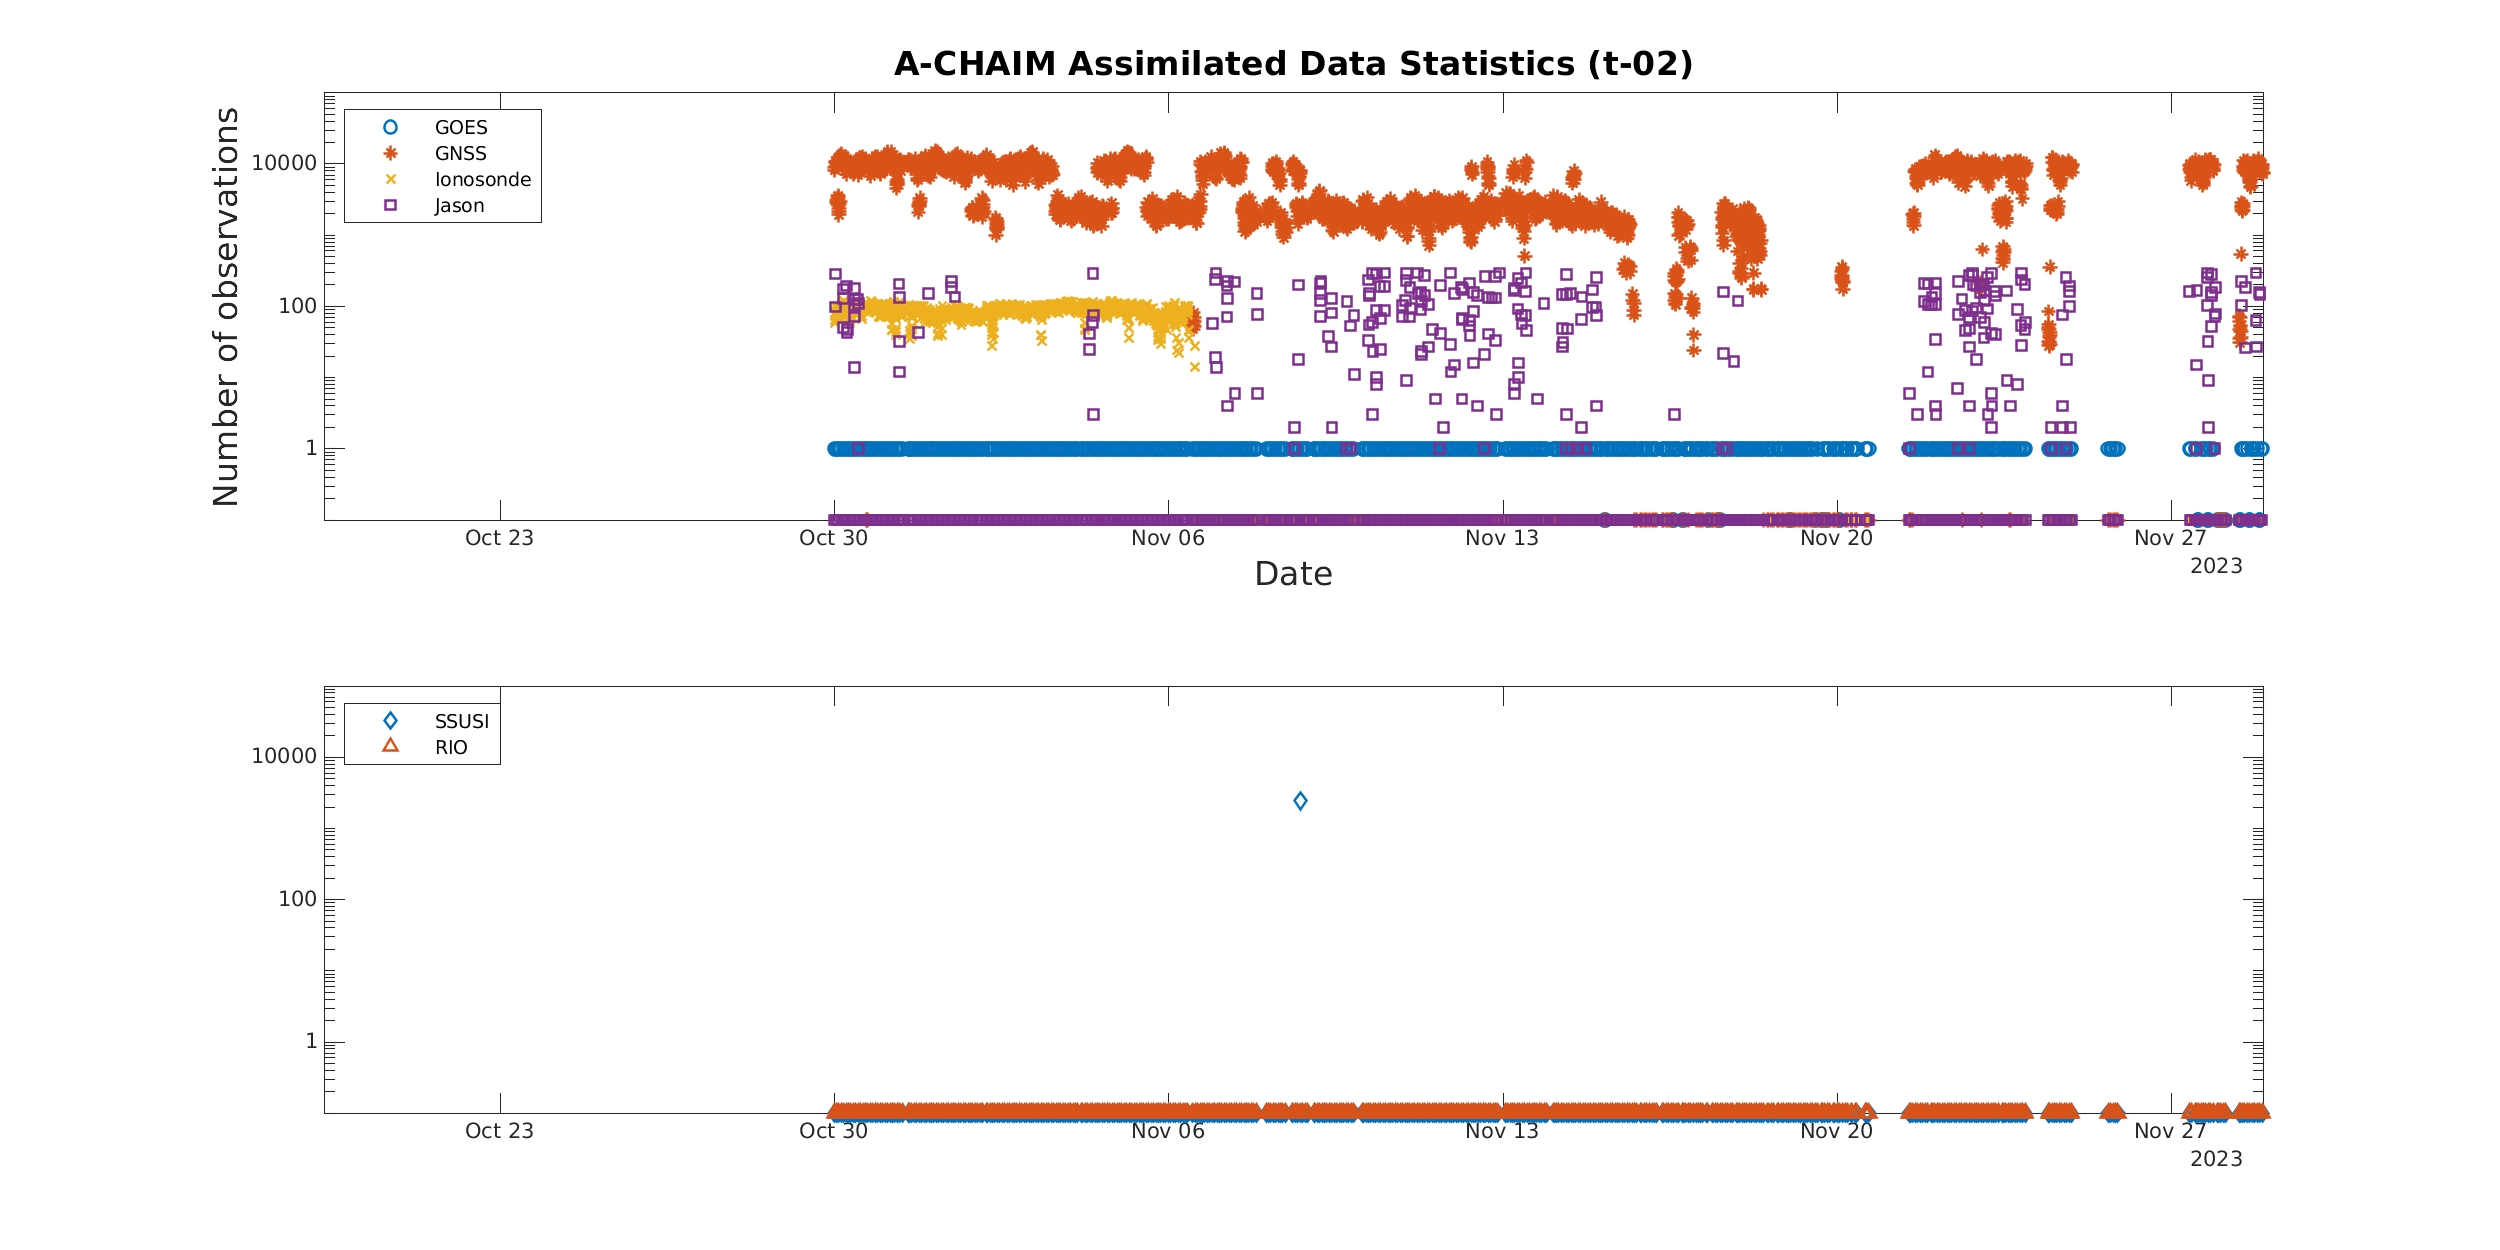 A-CHAIM Assimilated Data Statistics (t-02)
Number of observations
10000
100
1
GOES
GNSS
Ionosonde
Jason
Oct 23 Oct 30 Nov 06 Nov 13 Nov 20 Nov 27
2023
Date
10000
100
1
SSUSI
RIO
Oct 23 Oct 30 Nov 06 Nov 13 Nov 20 Nov 27
2023